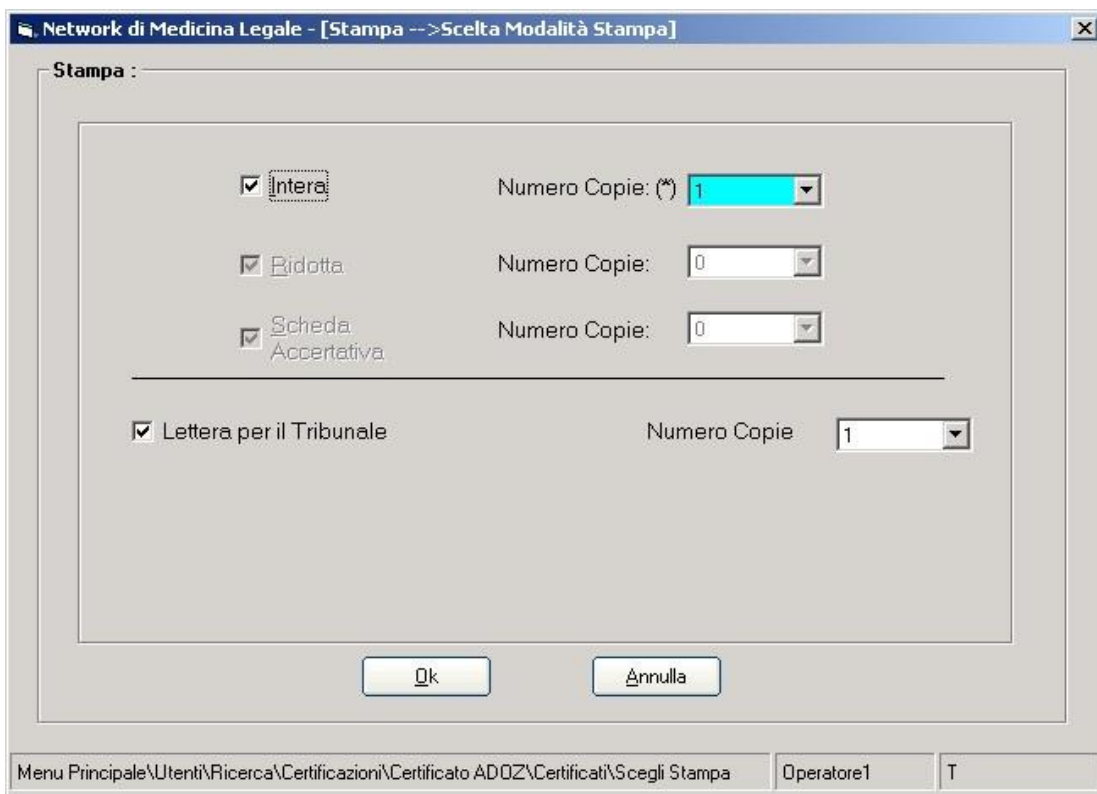 Network di Medicina Legale - [Stampa -->Scelta Modalità Stampa]
Stampa :
Intera Numero Copie: (*) 1
Ridotta Numero Copie: 0
Scheda
Accertativa Numero Copie: 0
Lettera per il Tribunale Numero Copie 1
Ok Annulla
Menu Principale\Utenti\Ricerca\Certificazioni\Certificato ADOZ\Certificati\Scegli Stampa Operatore1 T